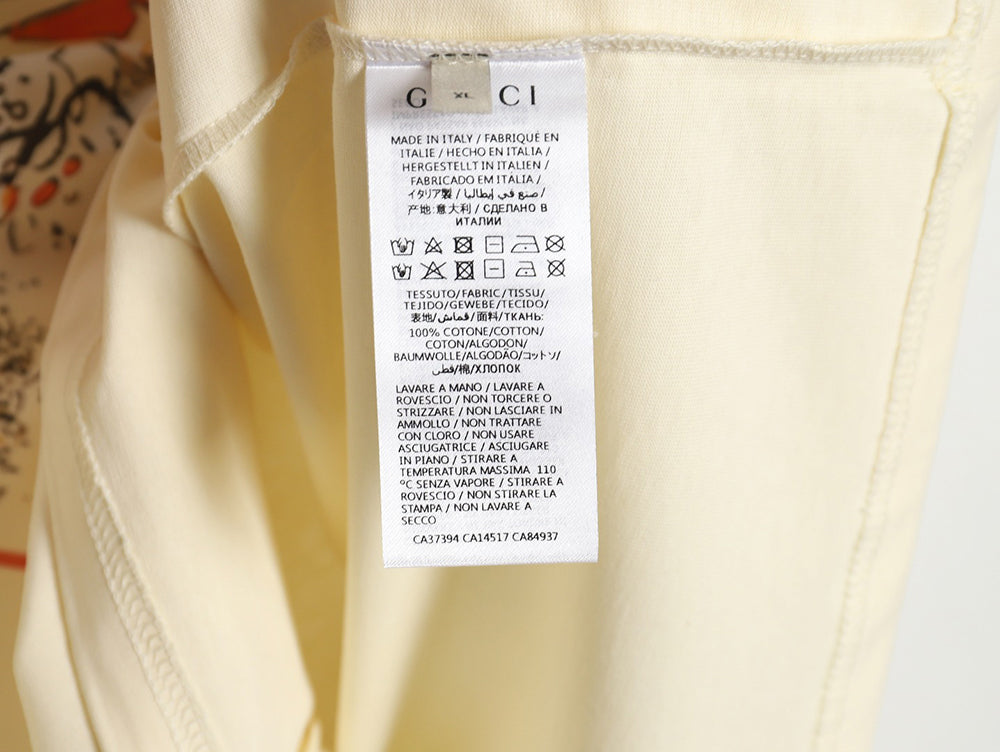 G CI
XL
MADE IN ITALY / FABRIQUÉ EN
ITALIE / HECHO EN ITALIA /
HERGESTELLT IN ITALIEN /
FABRICADO EM ITÁLIA /
イタリア製 / صنع في إيطاليا /
产地:意大利 / СДЕЛАНО В
ИТАЛИИ
TESSUTO/FABRIC/TISSU/
TEJIDO/GEWEBE/TECIDO/
表地/قماش/面料/ТКАНЬ:
100% COTONE/COTTON/
COTON/ALGODON/
BAUMWOLLE/ALGODÃO/コットン/
قطن/棉/ХЛОПОК
LAVARE A MANO / LAVARE A
ROVESCIO / NON TORCERE O
STRIZZARE / NON LASCIARE IN
AMMOLLO / NON TRATTARE
CON CLORO / NON USARE
ASCIUGATRICE / ASCIUGARE
IN PIANO / STIRARE A
TEMPERATURA MASSIMA 110
°C SENZA VAPORE / STIRARE A
ROVESCIO / NON STIRARE LA
STAMPA / NON LAVARE A
SECCO
CA37394 CA14517 CA84937